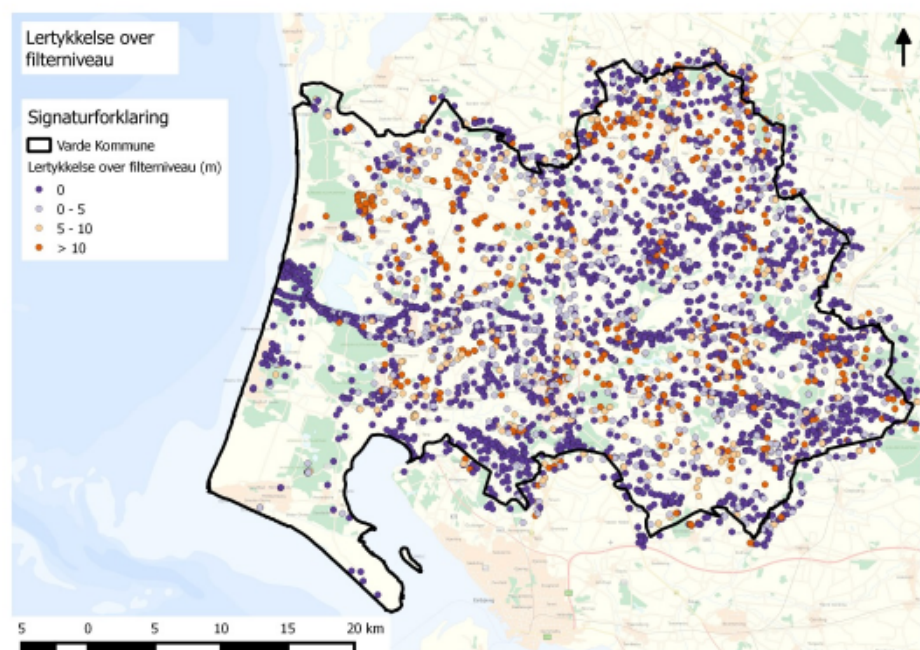 Lertykkelse over
filterniveau
Signaturforklaring
Varde Kommune
Lertykkelse over filterniveau (m)
0
0 - 5
5 - 10
> 10
5 0 5 10 15 20 km